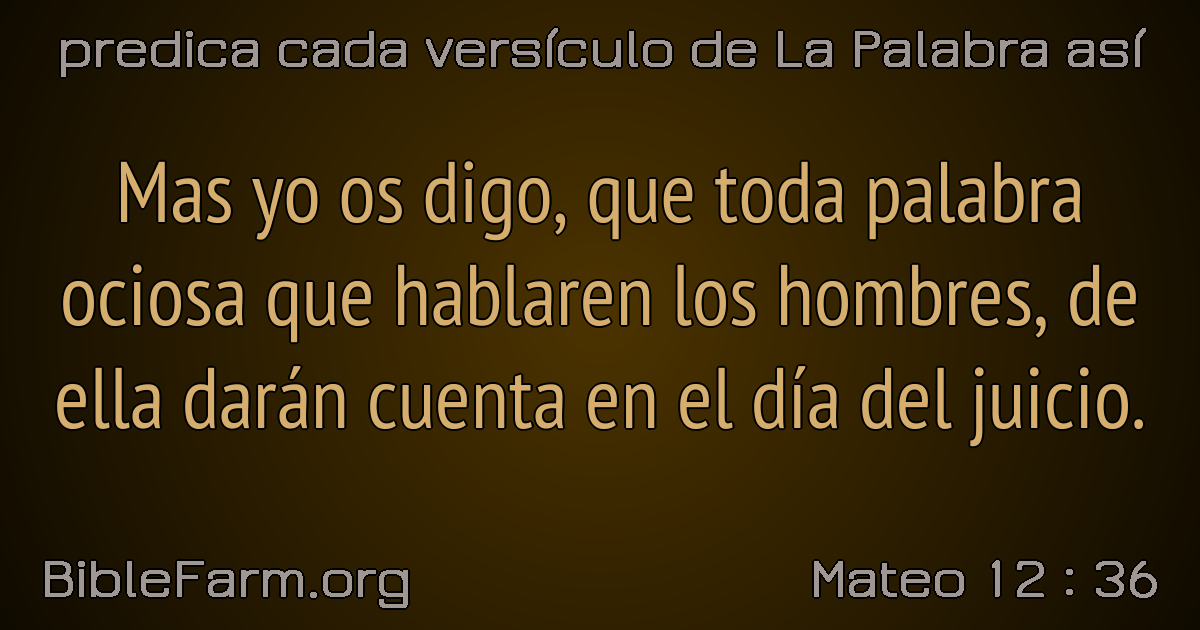 predica cada versículo de La Palabra así
Mas yo os digo, que toda palabra
ociosa que hablaren los hombres, de
ella darán cuenta en el día del juicio.
BibleFarm.org
Mateo 12 : 36